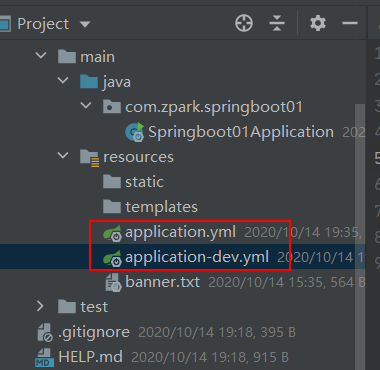 Project
main
java
com.zpark.springboot01
Springboot01Application 202
resources
static
templates
application.yml 2020/10/14 19:35,
application-dev.yml 2020/10/14 1
banner.txt 2020/10/14 15:35, 564 B
test
.gitignore 2020/10/14 19:18, 395 B
HELP.md 2020/10/14 19:18, 915 B